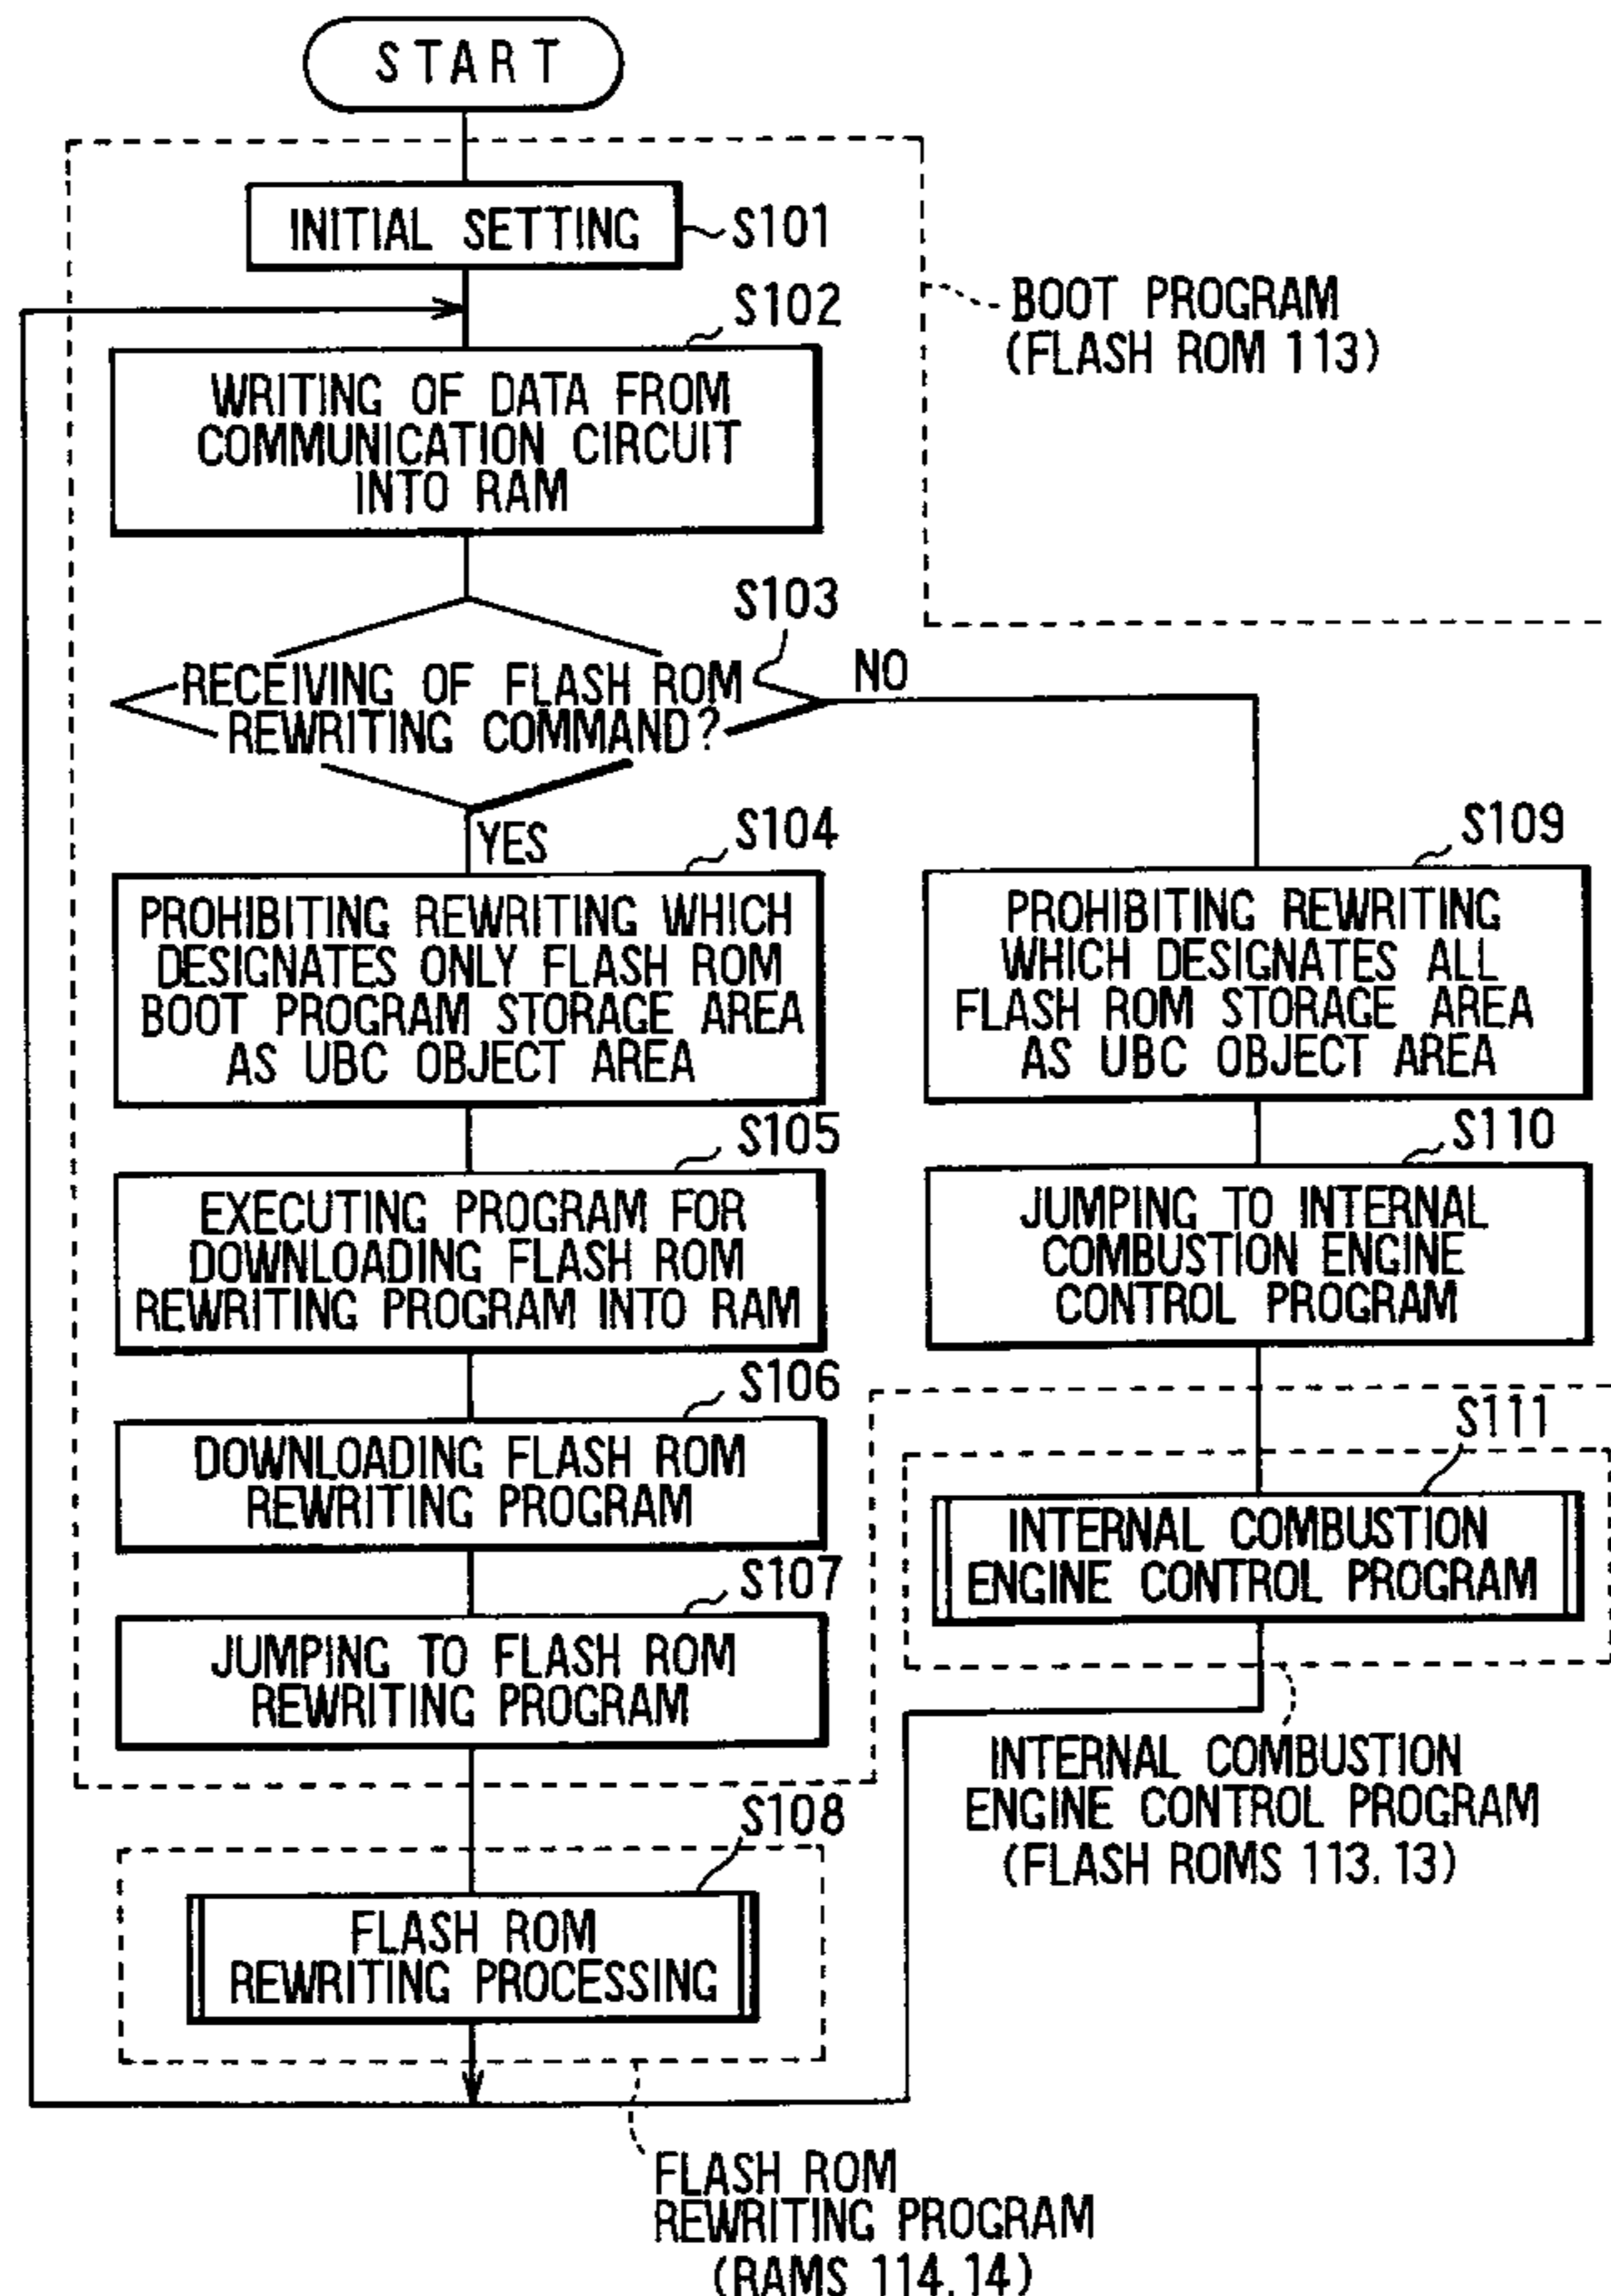 START
INITIAL SETTING
S101
S102
BOOT PROGRAM
(FLASH ROM 113)
WRITING OF DATA FROM
COMMUNICATION CIRCUIT
INTO RAM
S103
RECEIVING OF FLASH ROM
REWRITING COMMAND?
NO
YES
S104
PROHIBITING REWRITING WHICH
DESIGNATES ONLY FLASH ROM
BOOT PROGRAM STORAGE AREA
AS UBC OBJECT AREA
S109
PROHIBITING REWRITING
WHICH DESIGNATES ALL
FLASH ROM STORAGE AREA
AS UBC OBJECT AREA
S105
EXECUTING PROGRAM FOR
DOWNLOADING FLASH ROM
REWRITING PROGRAM INTO RAM
S110
JUMPING TO INTERNAL
COMBUSTION ENGINE
CONTROL PROGRAM
S106
DOWNLOADING FLASH ROM
REWRITING PROGRAM
S111
INTERNAL COMBUSTION
ENGINE CONTROL PROGRAM
S107
JUMPING TO FLASH ROM
REWRITING PROGRAM
INTERNAL COMBUSTION
ENGINE CONTROL PROGRAM
(FLASH ROMS 113.13)
S108
FLASH ROM
REWRITING PROCESSING
FLASH ROM
REWRITING PROGRAM
(RAMS 114.14)